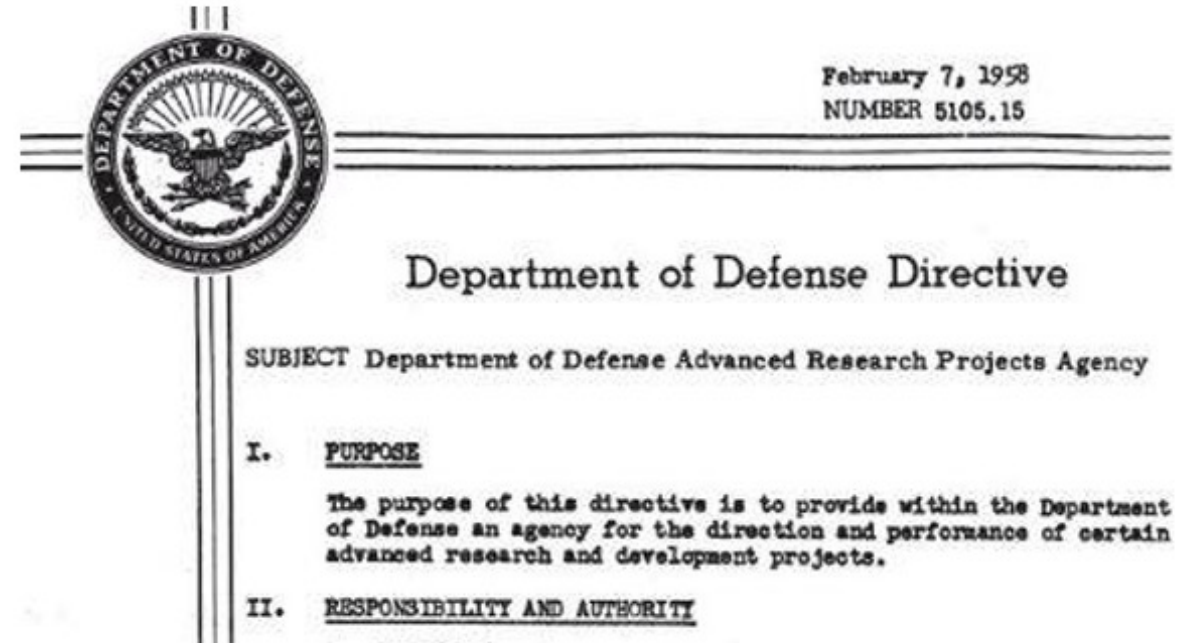 DEPARTMENT OF DEFENSE
UNITED STATES OF AMERICA
February 7, 1958
NUMBER 5105.15
Department of Defense Directive
SUBJECT Department of Defense Advanced Research Projects Agency
I. PURPOSE
The purpose of this directive is to provide within the Department
of Defense an agency for the direction and performance of certain
advanced research and development projects.
II. RESPONSIBILITY AND AUTHORITY